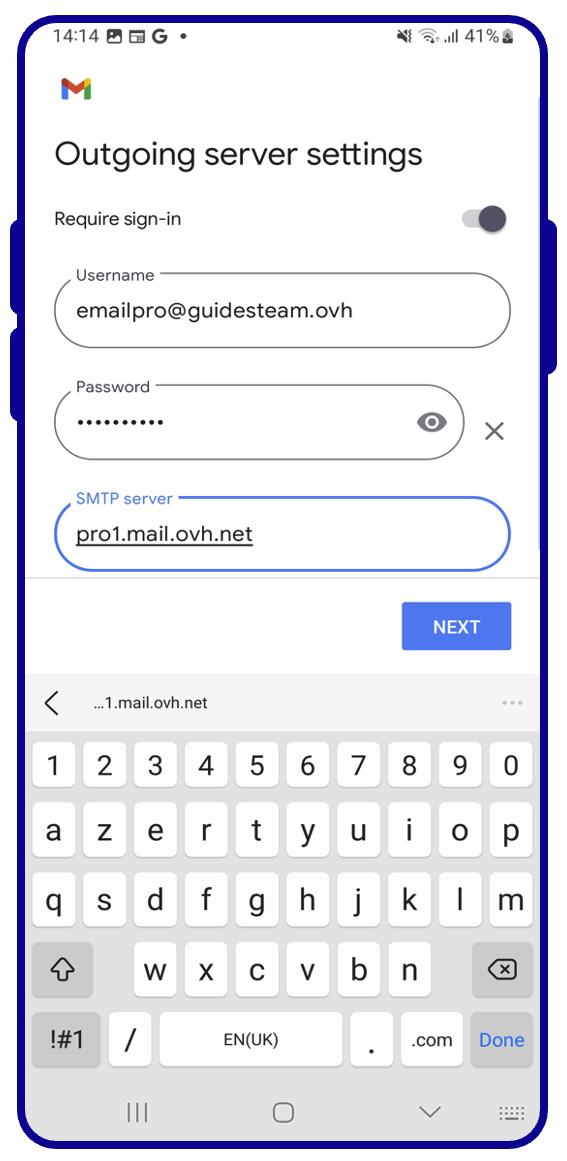 14:14 G 41%
Outgoing server settings
Require sign-in
Username
emailpro@guidesteam.ovh
Password
••••••••••
SMTP server
pro1.mail.ovh.net
NEXT
...1.mail.ovh.net
1 2 3 4 5 6 7 8 9 0
a z e r t y u i o p
q s d f g h j k l m
w x c v b n
!#1 / EN(UK) . .com Done